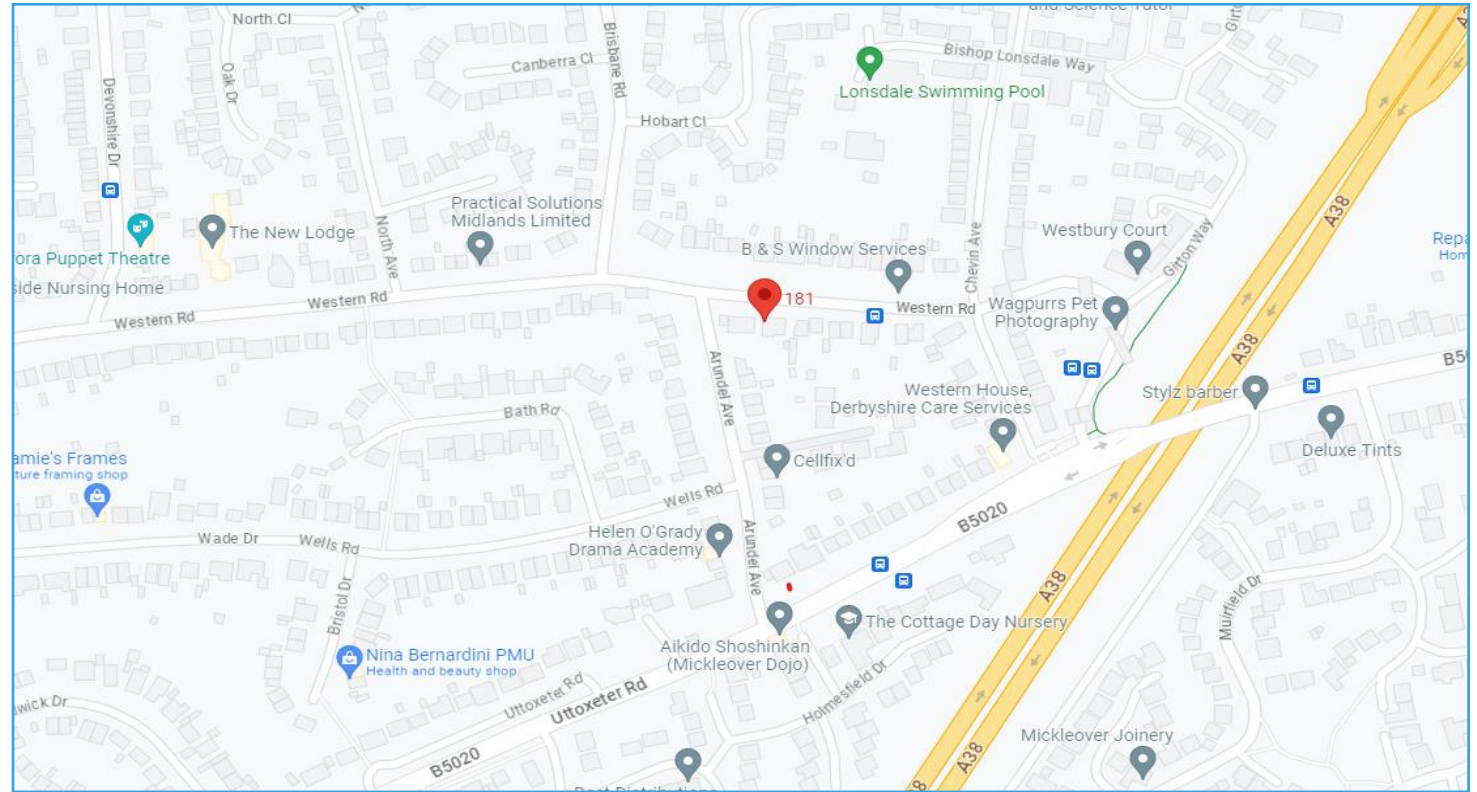 North Cl
Oak Dr
Devonshire Dr
Brisbane Rd
Canberra Cl
Hobart Cl
Bishop Lonsdale Way
Lonsdale Swimming Pool
Practical Solutions
Midlands Limited
The New Lodge
North Ave
B & S Window Services
Westbury Court
Chevin Ave
A38
Puppet Theatre
Nursing Home
Western Rd
Western Rd
181
Western Rd
Wagpurrs Pet
Photography
A38
A38
Arundel Ave
Western House,
Derbyshire Care Services
Stylz barber
Bath Rd
Deluxe Tints
Cellfix'd
Frames
framing shop
Wells Rd
B5020
Wade Dr
Wells Rd
Helen O'Grady
Drama Academy
Arundel Ave
A38
Bristol Dr
Muirfield Dr
The Cottage Day Nursery
Aikido Shoshinkan
(Mickleover Dojo)
Nina Bernardini PMU
Health and beauty shop
Uttoxeter Rd
Uttoxeter Rd
Holmesfield Dr
B5020
Mickleover Joinery
A38